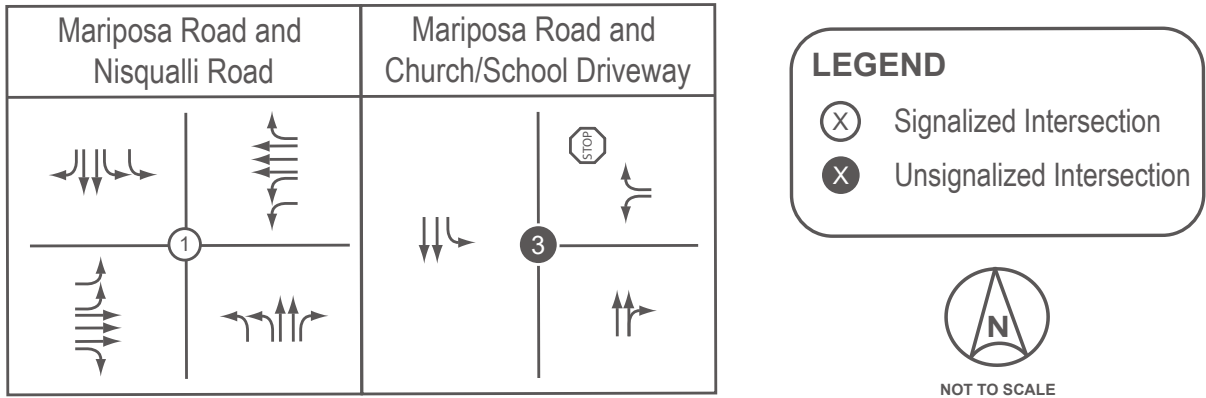 Mariposa Road and
Nisqualli Road
Mariposa Road and
Church/School Driveway
1
STOP
3
LEGEND
X Signalized Intersection
X Unsignalized Intersection
N
NOT TO SCALE